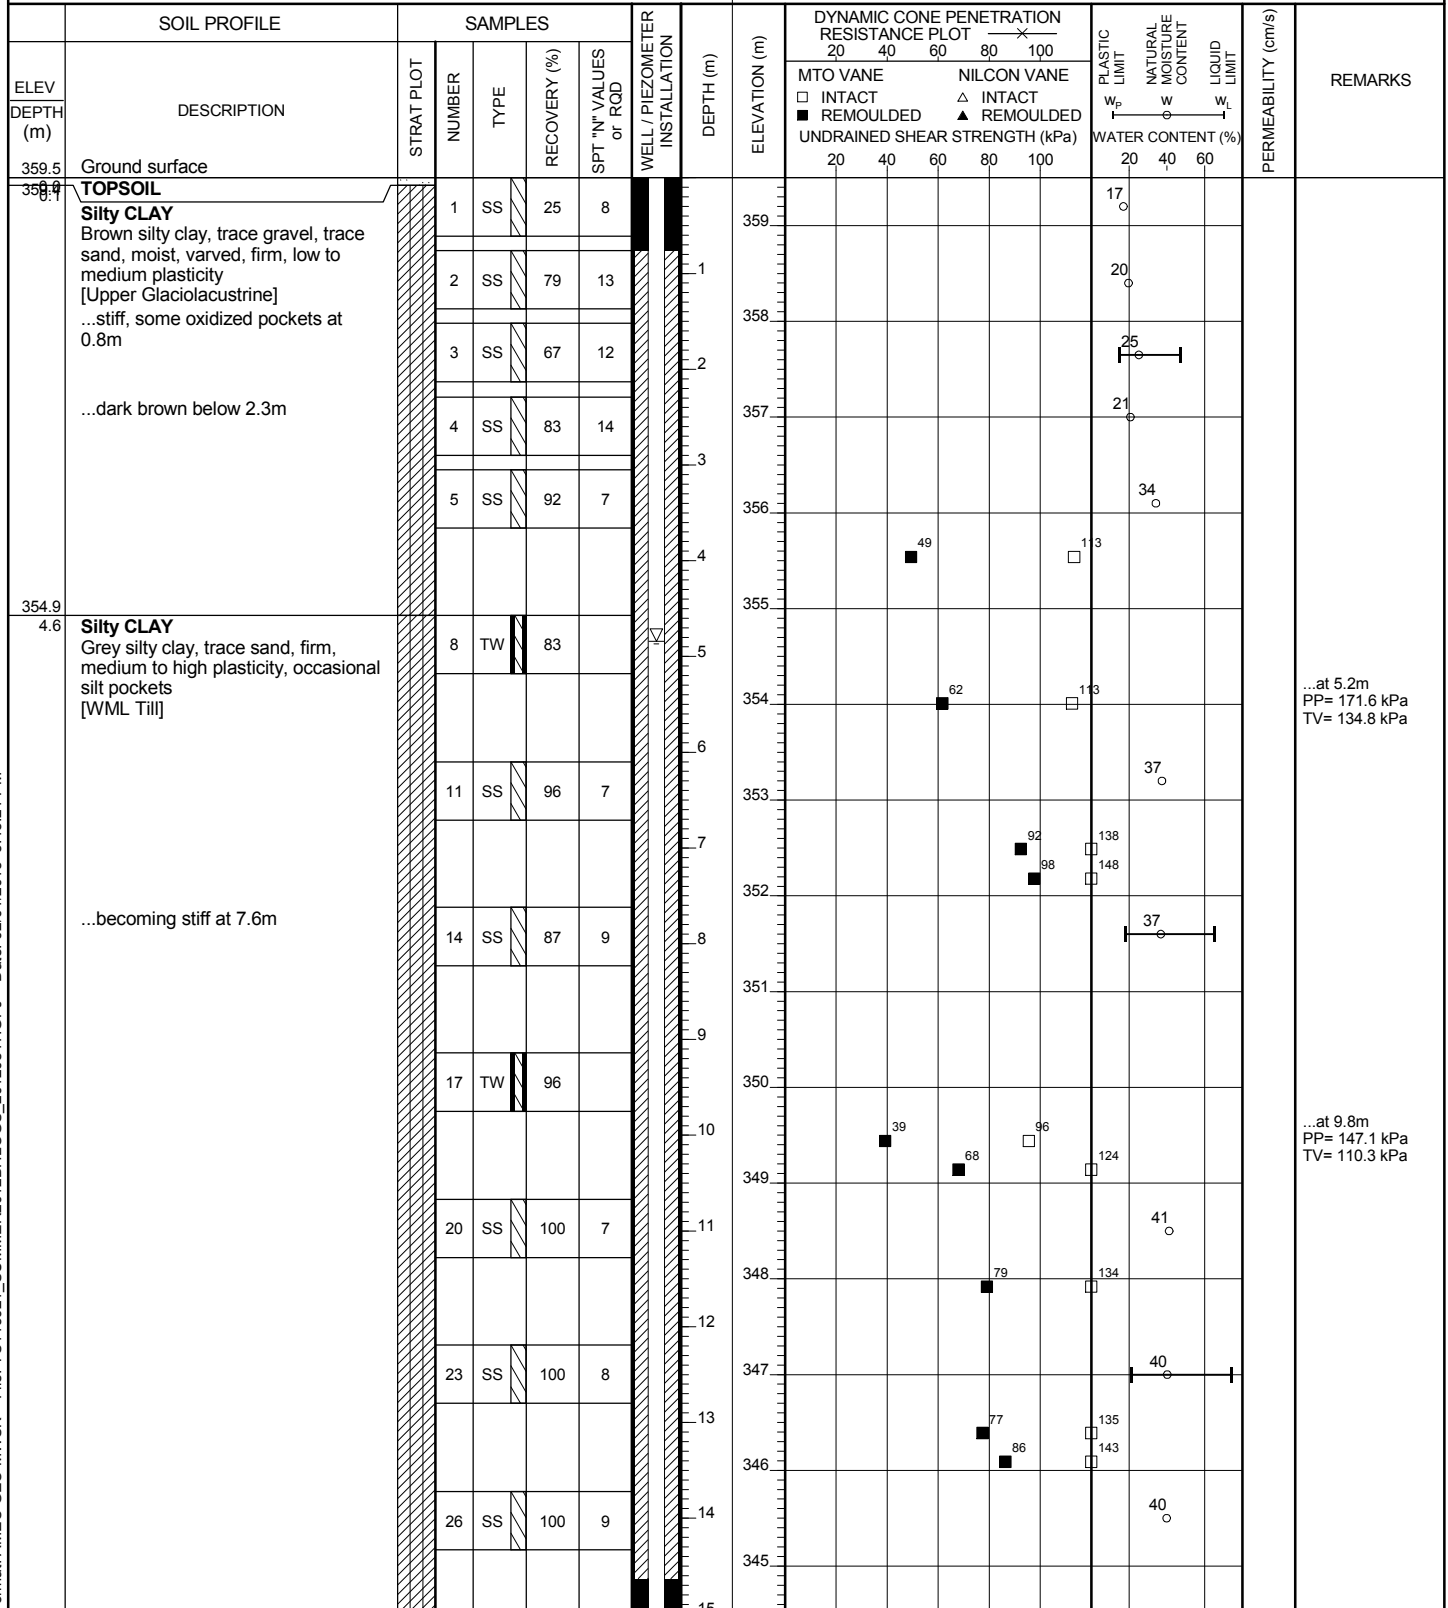 SOIL PROFILE
SAMPLES
ELEV
DEPTH
(m)
DESCRIPTION
STRAT PLOT
NUMBER
TYPE
RECOVERY (%)
SPT "N" VALUES
or RQD
WELL / PIEZOMETER
INSTALLATION
DEPTH (m)
ELEVATION (m)
DYNAMIC CONE PENETRATION
RESISTANCE PLOT
20 40 60 80 100
MTO VANE NILCON VANE
INTACT INTACT
REMOULDED REMOULDED
UNDRAINED SHEAR STRENGTH (kPa)
20 40 60 80 100
PLASTIC
LIMIT
NATURAL
MOISTURE
CONTENT
LIQUID
LIMIT
WP W WL
WATER CONTENT (%)
20 40 60
PERMEABILITY (cm/s)
REMARKS
359.5 Ground surface
0.1
TOPSOIL
Silty CLAY
Brown silty clay, trace gravel, trace
sand, moist, varved, firm, low to
medium plasticity
[Upper Glaciolacustrine]
...stiff, some oxidized pockets at
0.8m
...dark brown below 2.3m
354.9
4.6
Silty CLAY
Grey silty clay, trace sand, firm,
medium to high plasticity, occasional
silt pockets
[WML Till]
...becoming stiff at 7.6m
1 SS 25 8
2 SS 79 13
3 SS 67 12
4 SS 83 14
5 SS 92 7
8 TW 83
11 SS 96 7
14 SS 87 9
17 TW 96
20 SS 100 7
23 SS 100 8
26 SS 100 9
1
2
3
4
5
6
7
8
9
10
11
12
13
14
15
359
358
357
356
355
354
353
352
351
350
349
348
347
346
345
17
20
25
21
34
49 113
62 113
37
92 138
98 148
37
39 96
68 124
41
79 134
40
77 135
86 143
40
...at 5.2m
PP= 171.6 kPa
TV= 134.8 kPa
...at 9.8m
PP= 147.1 kPa
TV= 110.3 kPa